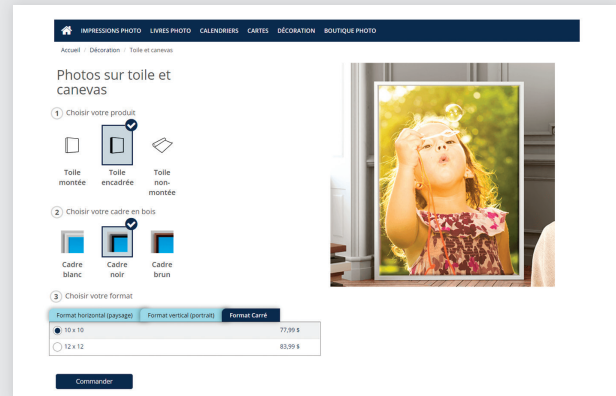 IMPRESSIONS PHOTO LIVRES PHOTO CALENDRIERS CARTES DÉCORATION BOUTIQUE PHOTO
Accueil / Décoration / Toile et canevas
Photos sur toile et
canevas
1 Choisir votre produit
Toile montée
Toile encadrée
Toile non-montée
2 Choisir votre cadre en bois
Cadre blanc
Cadre noir
Cadre brun
3 Choisir votre format
Format horizontal (paysage) Format vertical (portrait) Format Carré
10 x 10 77,99 $
12 x 12 83,99 $
Commander